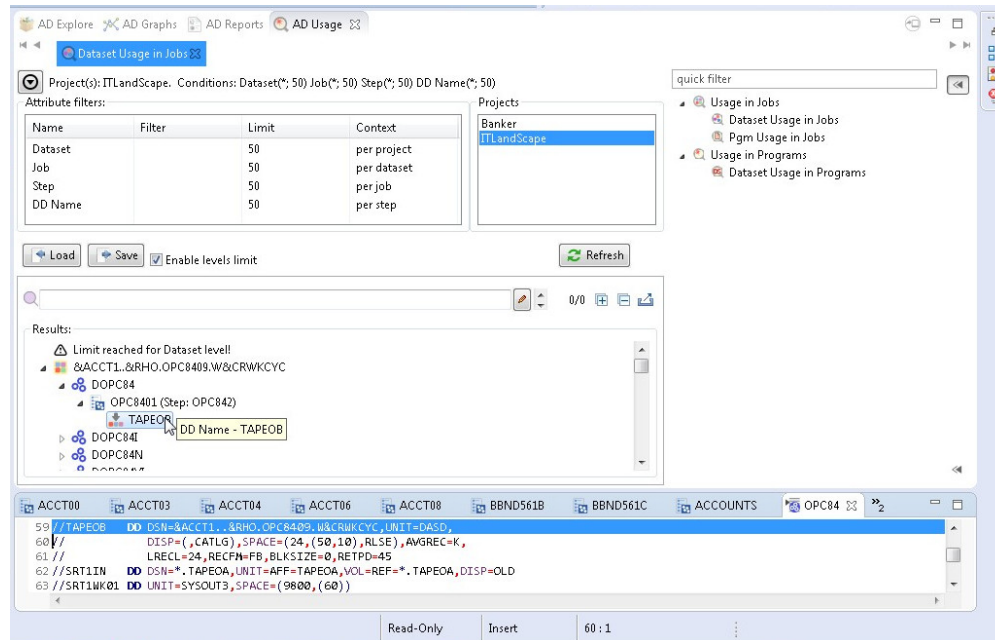 AD Explore AD Graphs AD Reports AD Usage
Dataset Usage in Jobs
Project(s): ITLandScape. Conditions: Dataset(*; 50) Job(*; 50) Step(*; 50) DD Name(*; 50)
Attribute filters:
Name Filter Limit Context
Dataset 50 per project
Job 50 per dataset
Step 50 per job
DD Name 50 per step
Projects
Banker
ITLandScape
quick filter
Usage in Jobs
Dataset Usage in Jobs
Pgm Usage in Jobs
Usage in Programs
Dataset Usage in Programs
Load Save Enable levels limit Refresh
0/0
Results:
Limit reached for Dataset level!
&ACCT1..&RHO.OPC8409.W&CRWKCYC
DOPC84
OPC8401 (Step: OPC842)
TAPEOB
DD Name - TAPEOB
DOPC84I
DOPC84N
ACCT00 ACCT03 ACCT04 ACCT06 ACCT08 BBND561B BBND561C ACCOUNTS OPC84 »2
59 //TAPEOB DD DSN=&ACCT1..&RHO.OPC8409.W&CRWKCYC,UNIT=DASD,
60 // DISP=(,CATLG),SPACE=(24,(50,10),RLSE),AVGREC=K,
61 // LRECL=24,RECFM=FB,BLKSIZE=0,RETPD=45
62 //SRT1IN DD DSN=*.TAPEOA,UNIT=AFF=TAPEOA,VOL=REF=*.TAPEOA,DISP=OLD
63 //SRT1WK01 DD UNIT=SYSOUT3,SPACE=(9800,(60))
Read-Only Insert 60 : 1